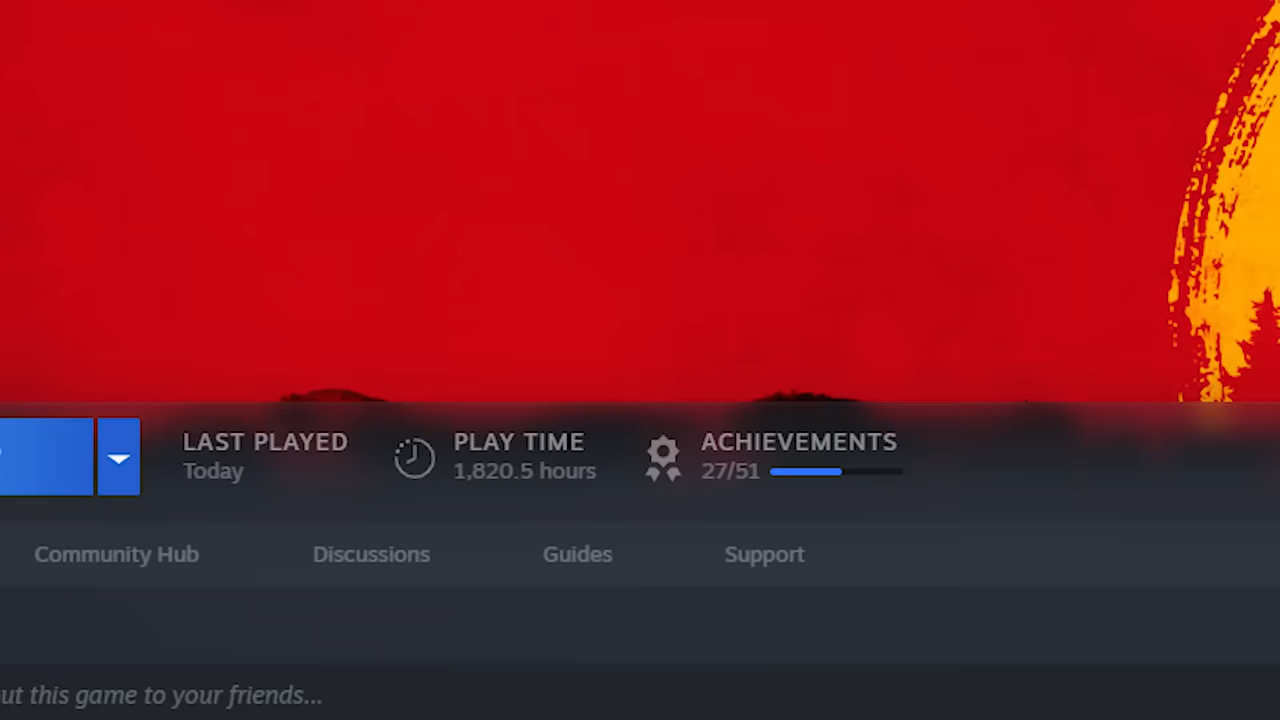 LAST PLAYED
Today
PLAY TIME
1,820.5 hours
ACHIEVEMENTS
27/51
Community Hub
Discussions
Guides
Support
this game to your friends...